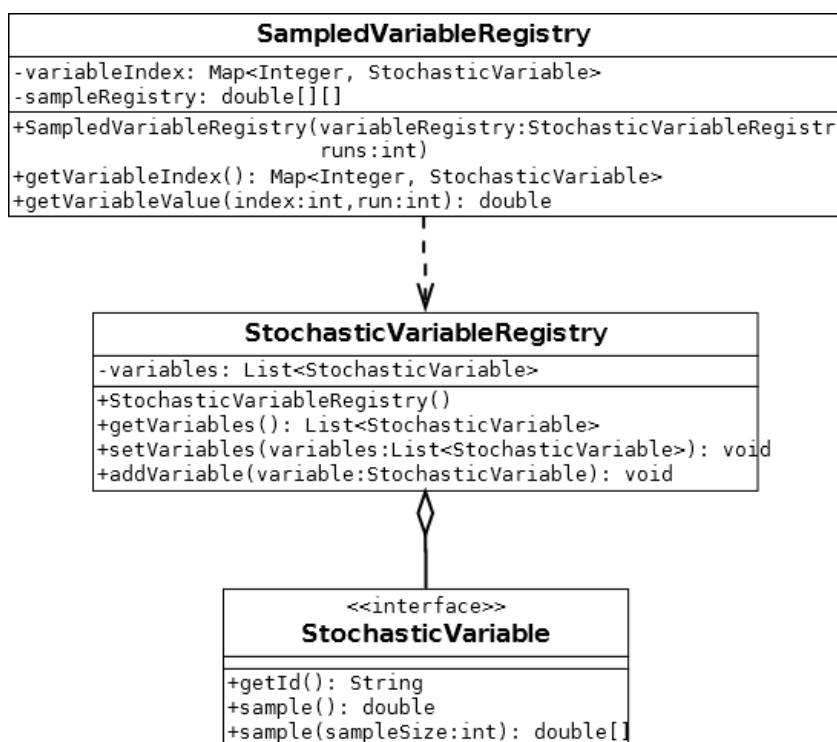 SampledVariableRegistry
-variableIndex: Map<Integer, StochasticVariable>
-sampleRegistry: double[][]
+SampledVariableRegistry(variableRegistry:StochasticVariableRegistr
runs:int)
+getVariableIndex(): Map<Integer, StochasticVariable>
+getVariableValue(index:int,run:int): double
StochasticVariableRegistry
-variables: List<StochasticVariable>
+StochasticVariableRegistry()
+getVariables(): List<StochasticVariable>
+setVariables(variables:List<StochasticVariable>): void
+addVariable(variable:StochasticVariable): void
<<interface>>
StochasticVariable
+getId(): String
+sample(): double
+sample(sampleSize:int): double[]